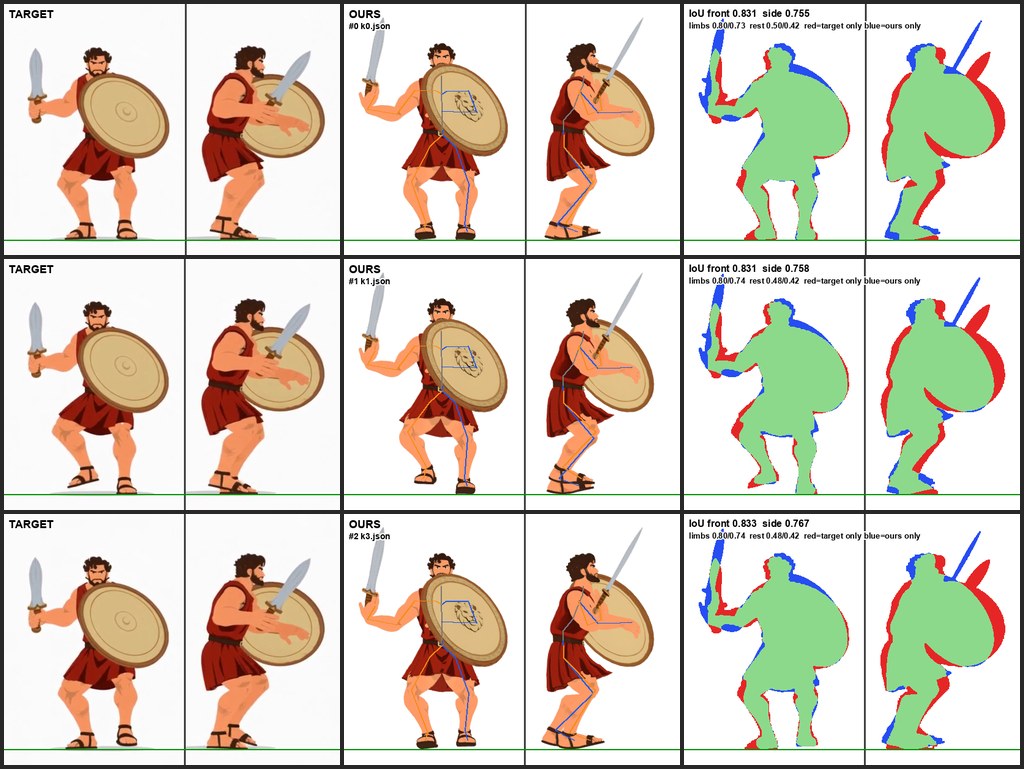 TARGET
OURS
#0 k0.json
IoU front 0.831 side 0.755
limbs 0.80/0.73 rest 0.50/0.42 red=target only blue=ours only
TARGET
OURS
#1 k1.json
IoU front 0.831 side 0.758
limbs 0.80/0.74 rest 0.48/0.42 red=target only blue=ours only
TARGET
OURS
#2 k3.json
IoU front 0.833 side 0.767
limbs 0.80/0.74 rest 0.48/0.42 red=target only blue=ours only